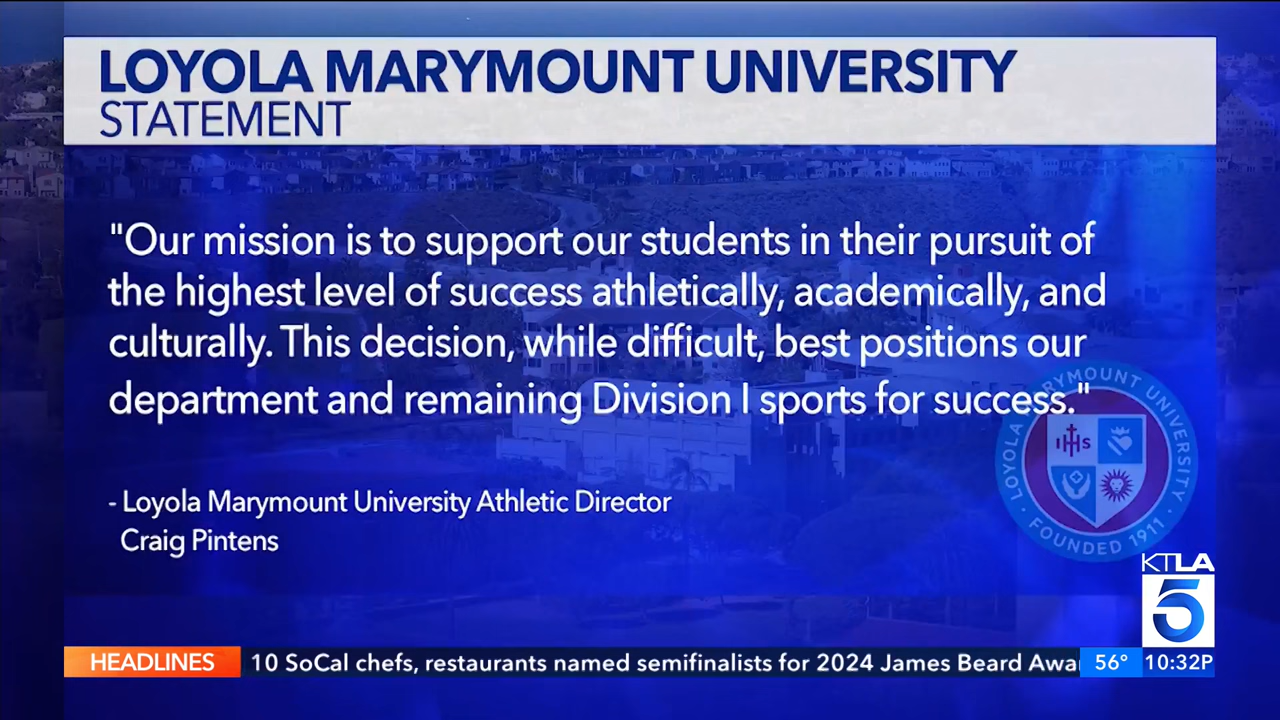 LOYOLA MARYMOUNT UNIVERSITY
STATEMENT
"Our mission is to support our students in their pursuit of
the highest level of success athletically, academically, and
culturally. This decision, while difficult, best positions our
department and remaining Division I sports for success."
- Loyola Marymount University Athletic Director
Craig Pintens
LOYOLA MARYMOUNT UNIVERSITY
IHS
· FOUNDED 1911 ·
KTLA
5
HEADLINES
10 SoCal chefs, restaurants named semifinalists for 2024 James Beard Awa
56° 10:32P